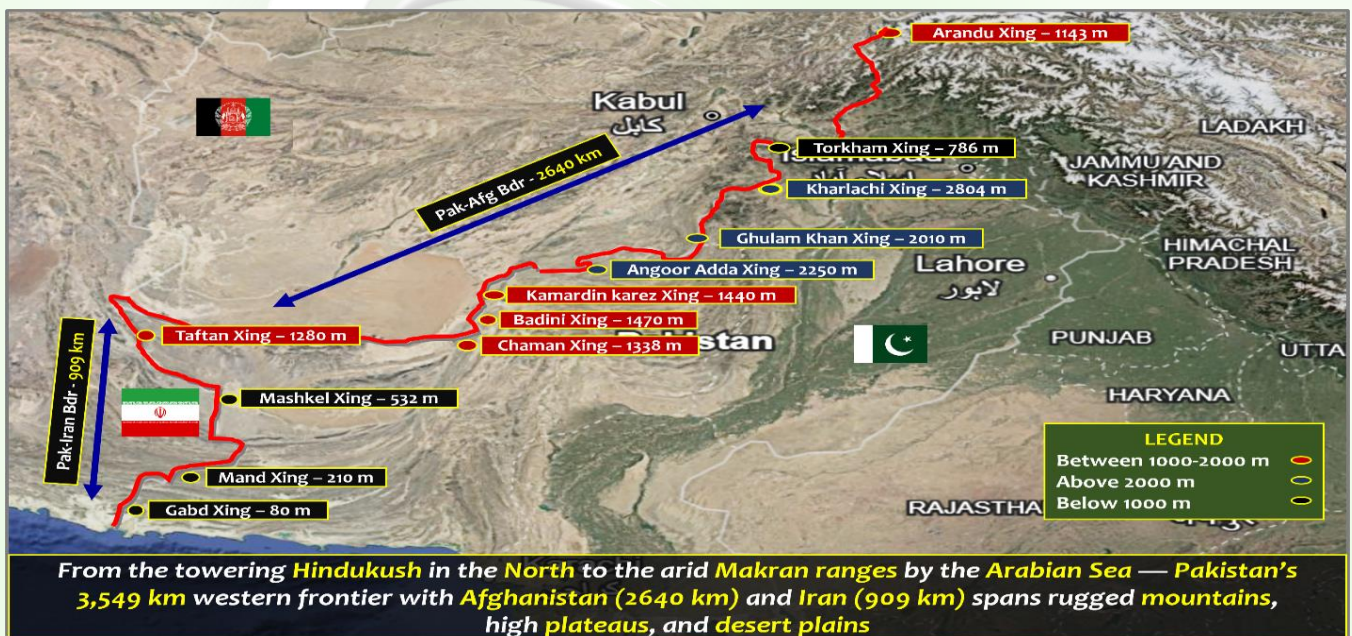 Arandu Xing – 1143 m
Kabul
کابل
LADAKH
Torkham Xing – 786 m
JAMMU AND
KASHMIR
Kharlachi Xing – 2804 m
Pak-Afg Bdr - 2640 km
Ghulam Khan Xing – 2010 m
HIMACHAL
PRADESH
Angoor Adda Xing – 2250 m
Lahore
لاہور
Kamardin karez Xing – 1440 m
Badini Xing – 1470 m
Taftan Xing – 1280 m
Chaman Xing – 1338 m
stan
PUNJAB
UTTA
Pak-Iran Bdr - 909 km
Mashkel Xing – 532 m
HARYANA
LEGEND
Between 1000-2000 m
Above 2000 m
Below 1000 m
Mand Xing – 210 m
Gabd Xing – 80 m
RAJASTHA
From the towering Hindukush in the North to the arid Makran ranges by the Arabian Sea — Pakistan's
3,549 km western frontier with Afghanistan (2640 km) and Iran (909 km) spans rugged mountains,
high plateaus, and desert plains